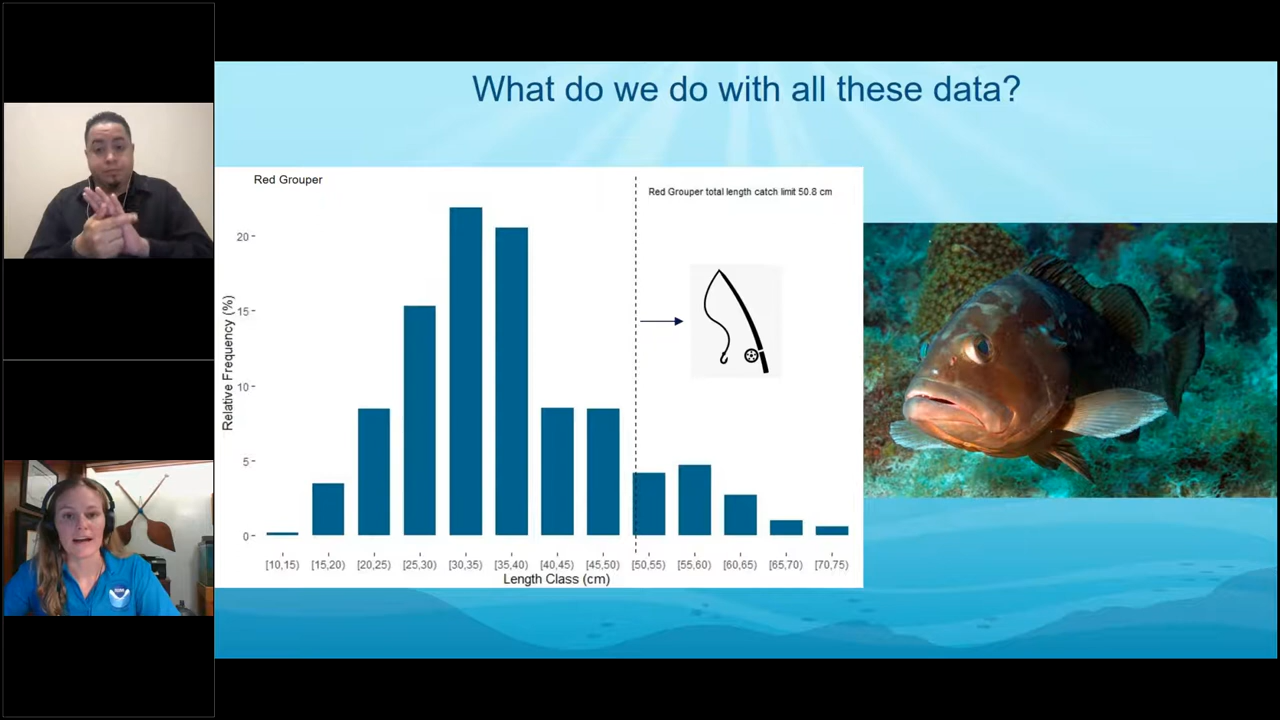 What do we do with all these data?
Red Grouper
Red Grouper total length catch limit 50.8 cm
Relative Frequency (%)
20
15
10
5
0
[10,15) [15,20) [20,25) [25,30) [30,35) [35,40) [40,45) [45,50) [50,55) [55,60) [60,65) [65,70) [70,75)
Length Class (cm)